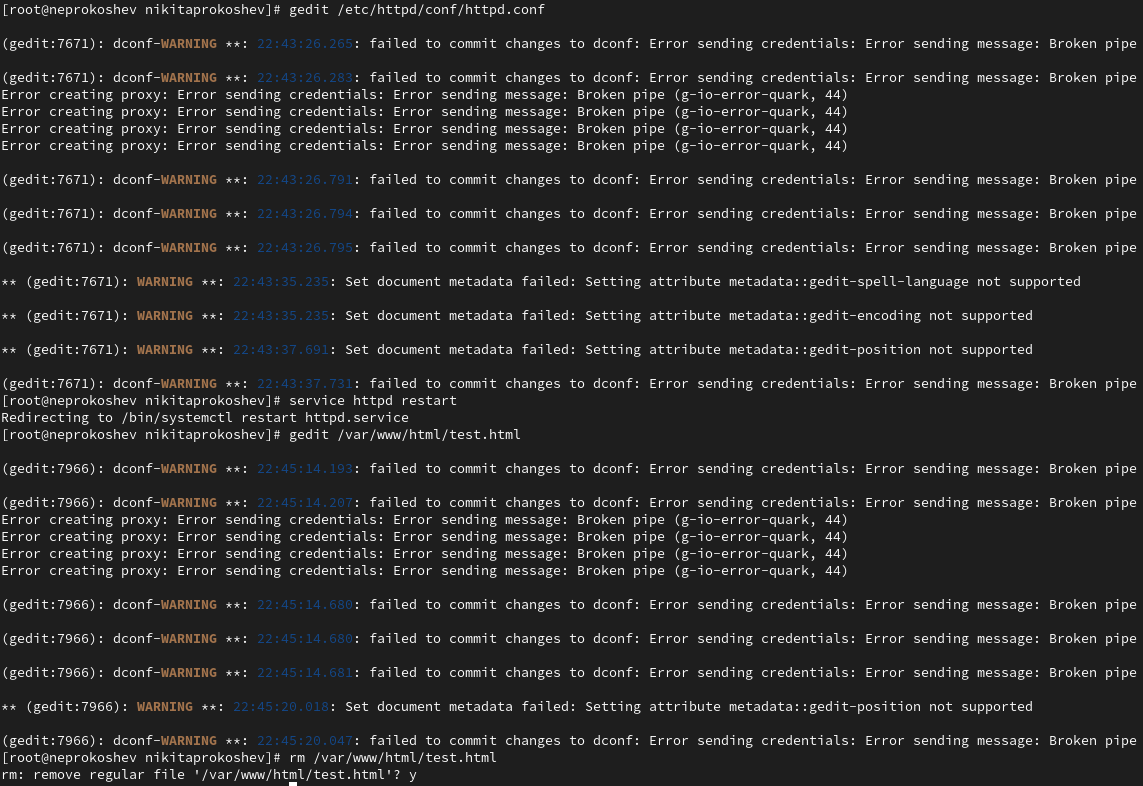 [root@neprokoshev nikitaprokoshev]# gedit /etc/httpd/conf/httpd.conf
(gedit:7671): dconf-WARNING **: 22:43:26.265: failed to commit changes to dconf: Error sending credentials: Error sending message: Broken pipe
(gedit:7671): dconf-WARNING **: 22:43:26.283: failed to commit changes to dconf: Error sending credentials: Error sending message: Broken pipe
Error creating proxy: Error sending credentials: Error sending message: Broken pipe (g-io-error-quark, 44)
Error creating proxy: Error sending credentials: Error sending message: Broken pipe (g-io-error-quark, 44)
Error creating proxy: Error sending credentials: Error sending message: Broken pipe (g-io-error-quark, 44)
Error creating proxy: Error sending credentials: Error sending message: Broken pipe (g-io-error-quark, 44)
(gedit:7671): dconf-WARNING **: 22:43:26.791: failed to commit changes to dconf: Error sending credentials: Error sending message: Broken pipe
(gedit:7671): dconf-WARNING **: 22:43:26.794: failed to commit changes to dconf: Error sending credentials: Error sending message: Broken pipe
(gedit:7671): dconf-WARNING **: 22:43:26.795: failed to commit changes to dconf: Error sending credentials: Error sending message: Broken pipe
** (gedit:7671): WARNING **: 22:43:35.235: Set document metadata failed: Setting attribute metadata::gedit-spell-language not supported
** (gedit:7671): WARNING **: 22:43:35.235: Set document metadata failed: Setting attribute metadata::gedit-encoding not supported
** (gedit:7671): WARNING **: 22:43:37.691: Set document metadata failed: Setting attribute metadata::gedit-position not supported
(gedit:7671): dconf-WARNING **: 22:43:37.731: failed to commit changes to dconf: Error sending credentials: Error sending message: Broken pipe
[root@neprokoshev nikitaprokoshev]# service httpd restart
Redirecting to /bin/systemctl restart httpd.service
[root@neprokoshev nikitaprokoshev]# gedit /var/www/html/test.html
(gedit:7966): dconf-WARNING **: 22:45:14.193: failed to commit changes to dconf: Error sending credentials: Error sending message: Broken pipe
(gedit:7966): dconf-WARNING **: 22:45:14.207: failed to commit changes to dconf: Error sending credentials: Error sending message: Broken pipe
Error creating proxy: Error sending credentials: Error sending message: Broken pipe (g-io-error-quark, 44)
Error creating proxy: Error sending credentials: Error sending message: Broken pipe (g-io-error-quark, 44)
Error creating proxy: Error sending credentials: Error sending message: Broken pipe (g-io-error-quark, 44)
Error creating proxy: Error sending credentials: Error sending message: Broken pipe (g-io-error-quark, 44)
(gedit:7966): dconf-WARNING **: 22:45:14.680: failed to commit changes to dconf: Error sending credentials: Error sending message: Broken pipe
(gedit:7966): dconf-WARNING **: 22:45:14.680: failed to commit changes to dconf: Error sending credentials: Error sending message: Broken pipe
(gedit:7966): dconf-WARNING **: 22:45:14.681: failed to commit changes to dconf: Error sending credentials: Error sending message: Broken pipe
** (gedit:7966): WARNING **: 22:45:20.018: Set document metadata failed: Setting attribute metadata::gedit-position not supported
(gedit:7966): dconf-WARNING **: 22:45:20.047: failed to commit changes to dconf: Error sending credentials: Error sending message: Broken pipe
[root@neprokoshev nikitaprokoshev]# rm /var/www/html/test.html
rm: remove regular file '/var/www/html/test.html'? y